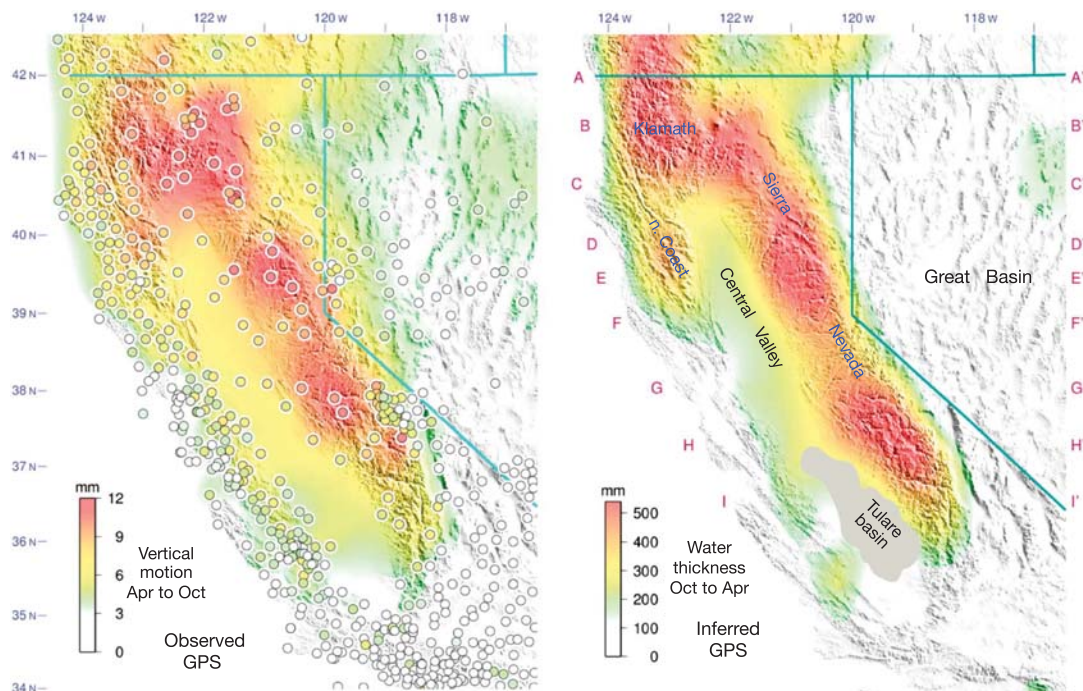 124 W 122 W 120 W 118 W
42 N
41 N
40 N
39 N
38 N
37 N
36 N
35 N
34 N
mm
12
9
6
3
0
Vertical
motion
Apr to Oct
Observed
GPS
124 W 122 W 120 W 118 W
A A'
B B'
C C'
D D'
E E'
F F'
G G'
H H'
I I'
Klamath
Sierra
n. Coast
Great Basin
Central Valley
Nevada
Tulare
basin
mm
500
400
300
200
100
0
Water
thickness
Oct to Apr
Inferred
GPS